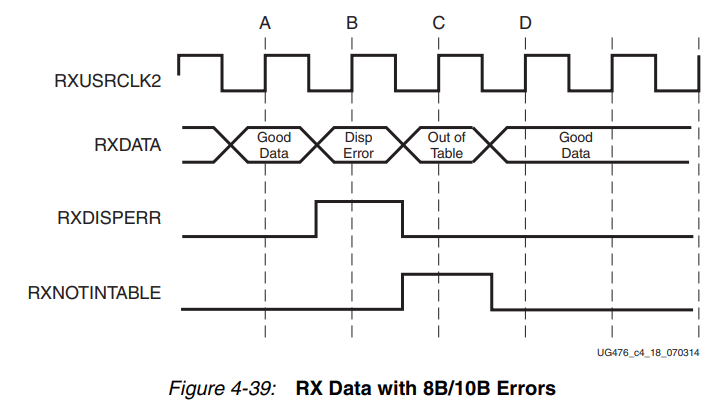 A B C D
RXUSRCLK2
RXDATA
Good
Data
Disp
Error
Out of
Table
Good
Data
RXDISPERR
RXNOTINTABLE
UG476_c4_18_070314
Figure 4-39: RX Data with 8B/10B Errors